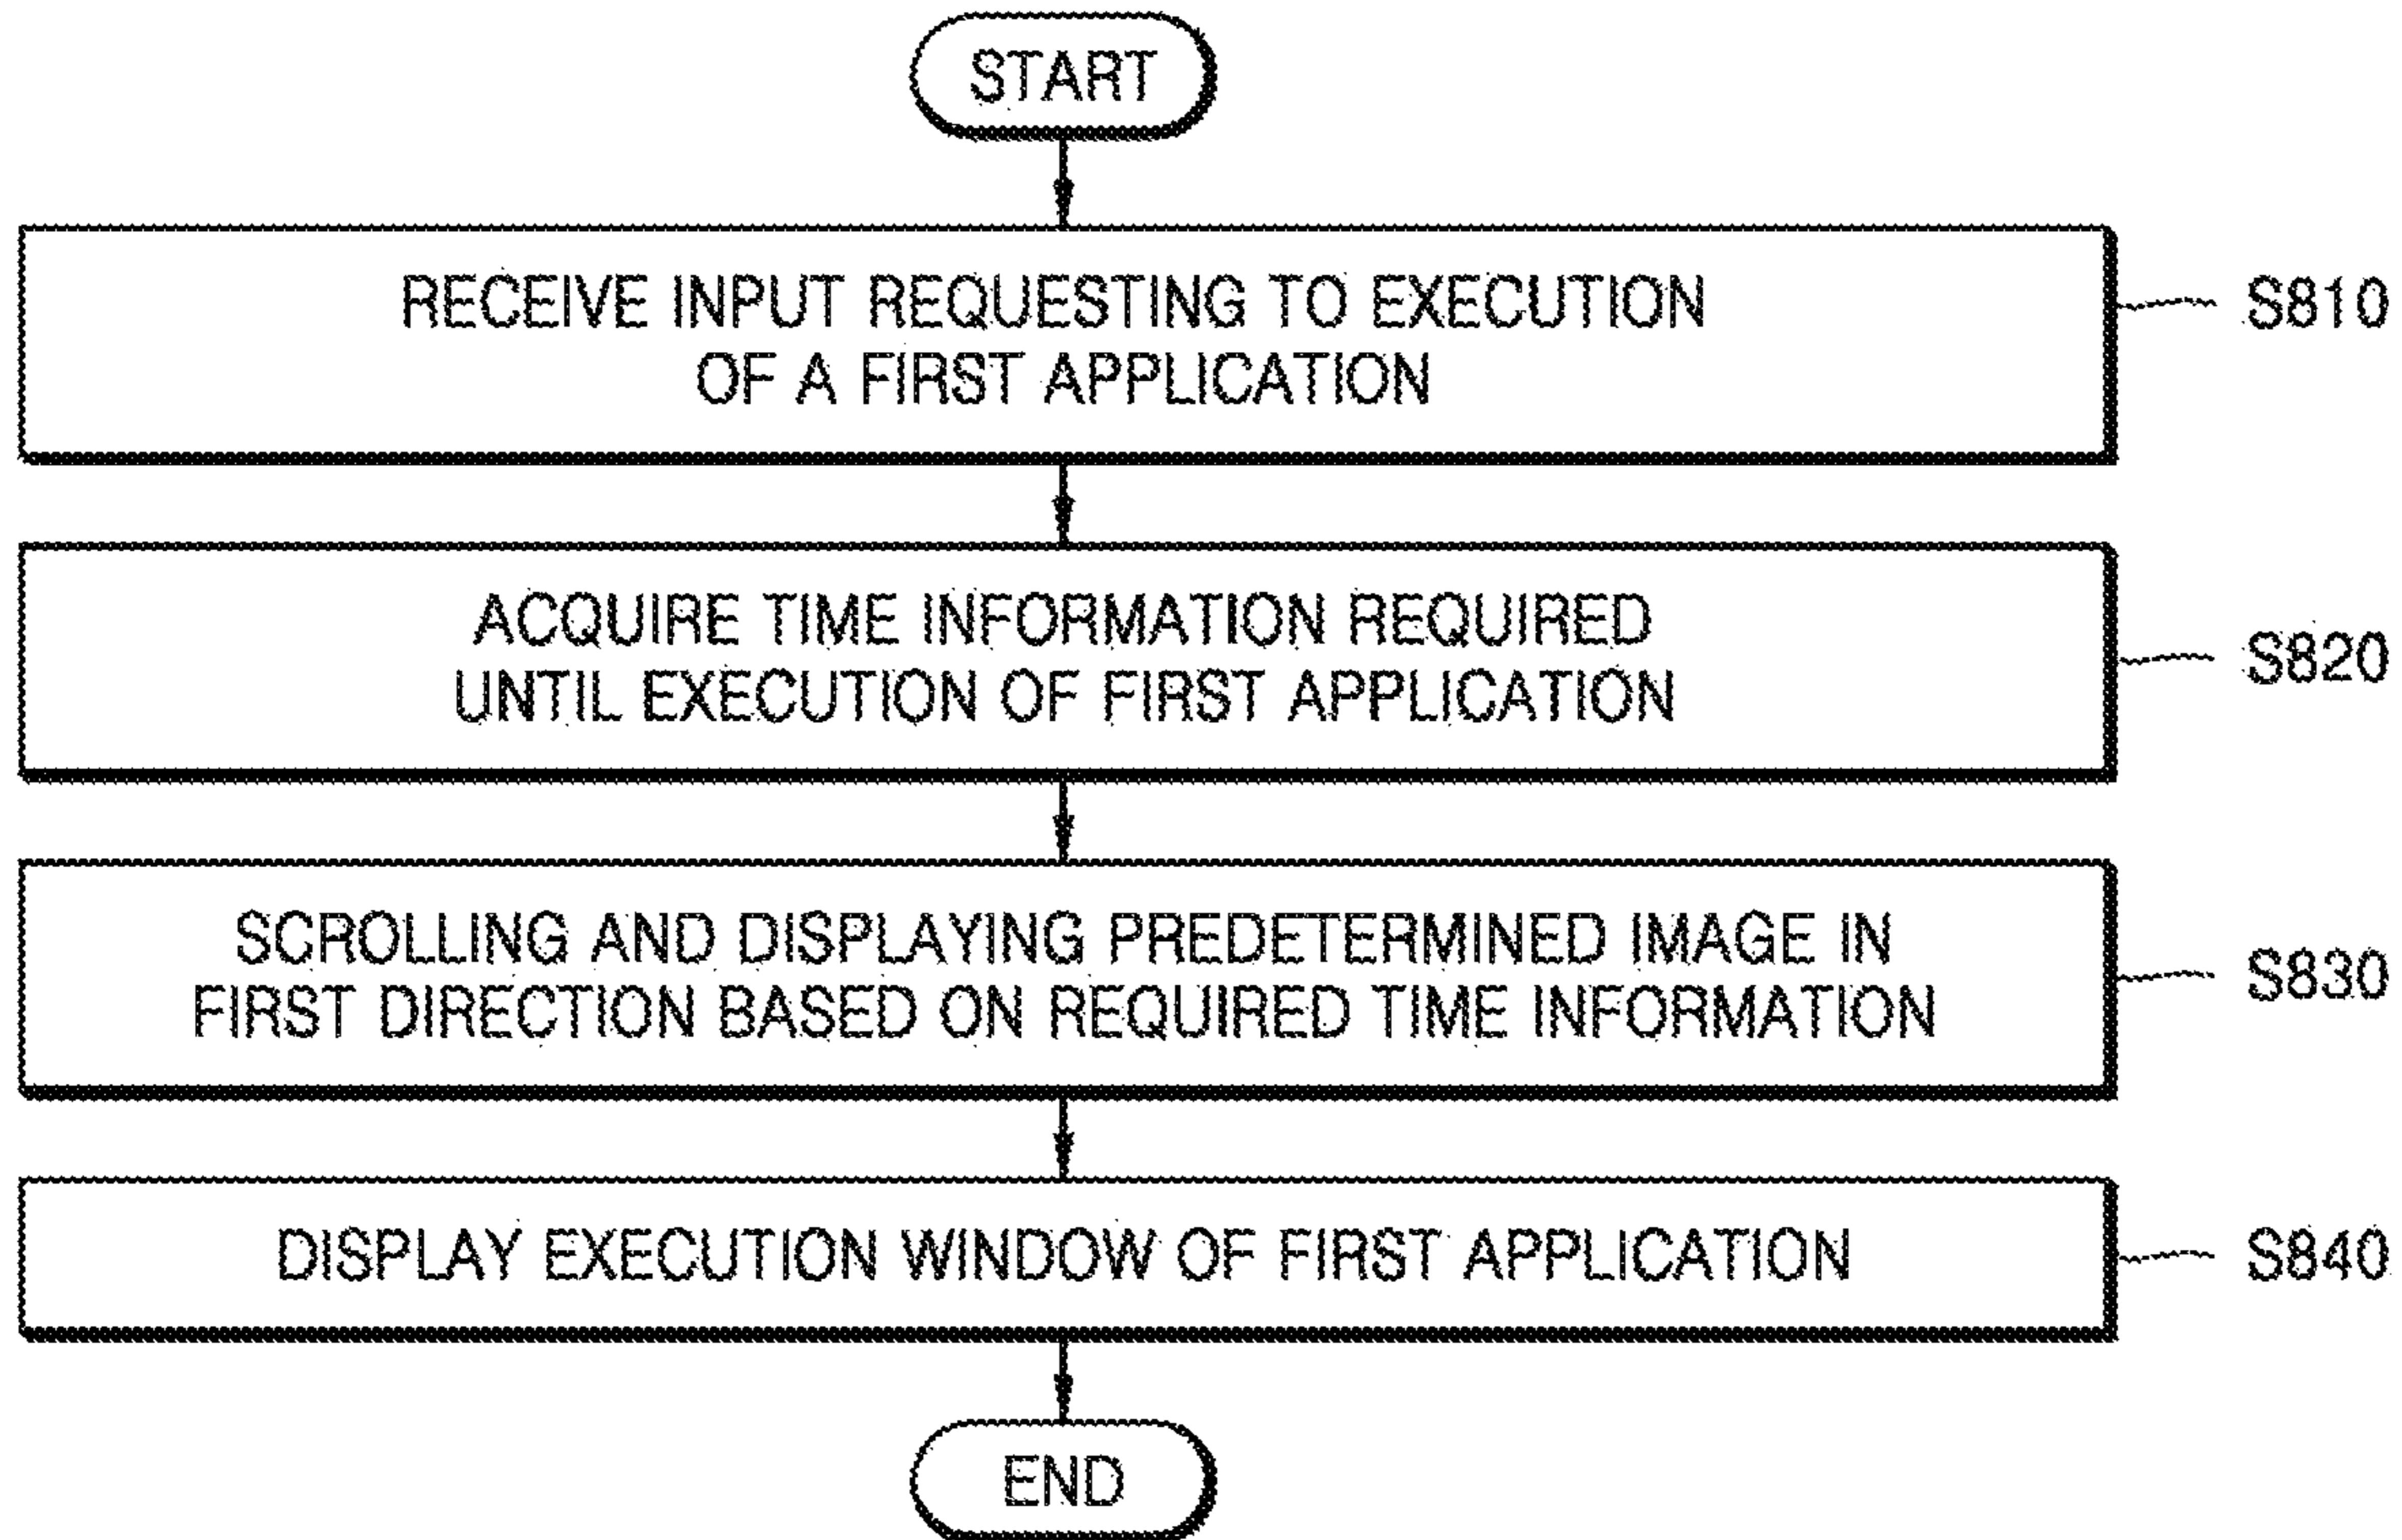 START
RECEIVE INPUT REQUESTING TO EXECUTION
OF A FIRST APPLICATION
S810
ACQUIRE TIME INFORMATION REQUIRED
UNTIL EXECUTION OF FIRST APPLICATION
S820
SCROLLING AND DISPLAYING PREDETERMINED IMAGE IN
FIRST DIRECTION BASED ON REQUIRED TIME INFORMATION
S830
DISPLAY EXECUTION WINDOW OF FIRST APPLICATION
S840
END